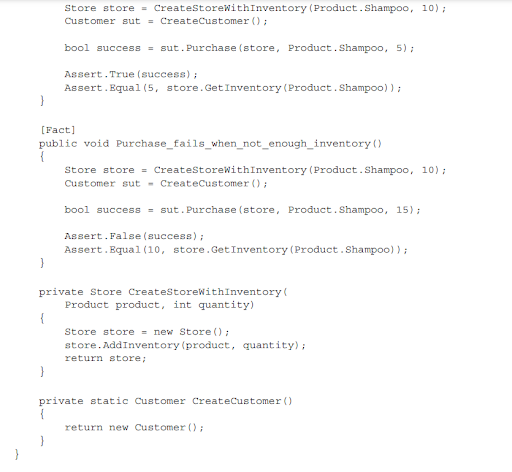 Store store = CreateStoreWithInventory(Product.Shampoo, 10);
Customer sut = CreateCustomer();
bool success = sut.Purchase(store, Product.Shampoo, 5);
Assert.True(success);
Assert.Equal(5, store.GetInventory(Product.Shampoo));
}
[Fact]
public void Purchase_fails_when_not_enough_inventory()
{
Store store = CreateStoreWithInventory(Product.Shampoo, 10);
Customer sut = CreateCustomer();
bool success = sut.Purchase(store, Product.Shampoo, 15);
Assert.False(success);
Assert.Equal(10, store.GetInventory(Product.Shampoo));
}
private Store CreateStoreWithInventory(
Product product, int quantity)
{
Store store = new Store();
store.AddInventory(product, quantity);
return store;
}
private static Customer CreateCustomer()
{
return new Customer();
}
}